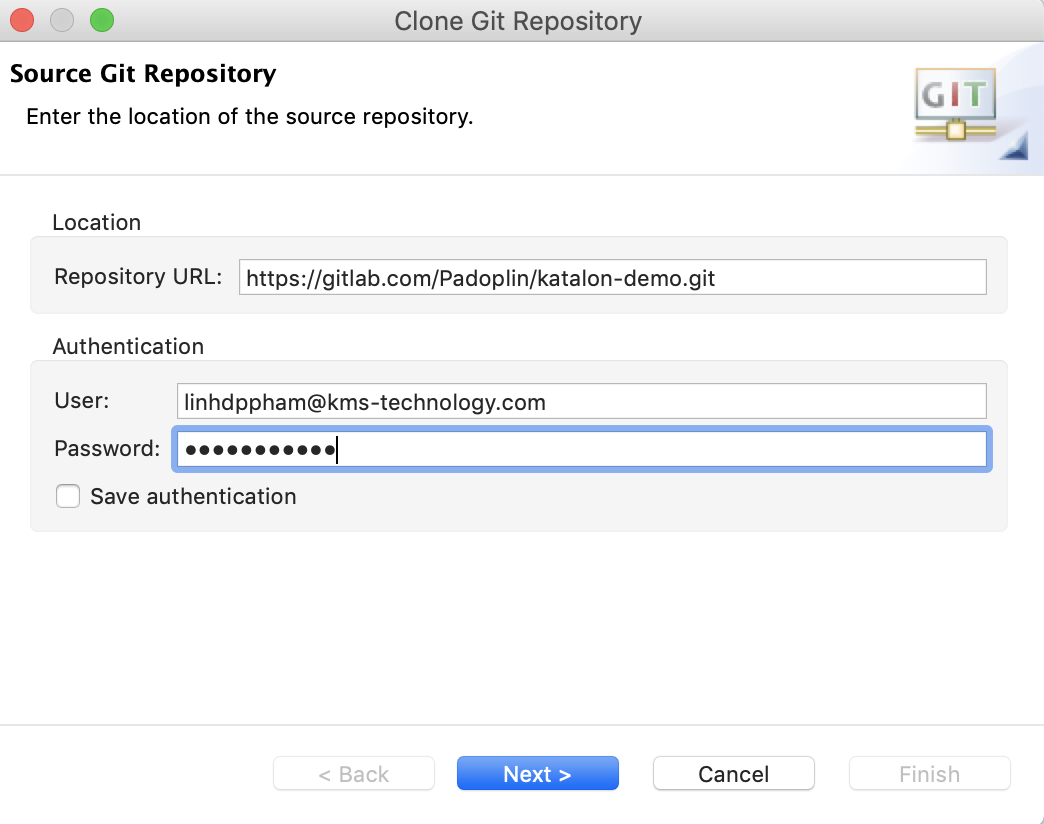 Clone Git Repository
Source Git Repository
Enter the location of the source repository.
GIT
Location
Repository URL: https://gitlab.com/Padoplin/katalon-demo.git
Authentication
User: linhdppham@kms-technology.com
Password: ●●●●●●●●●●●
Save authentication
< Back Next > Cancel Finish